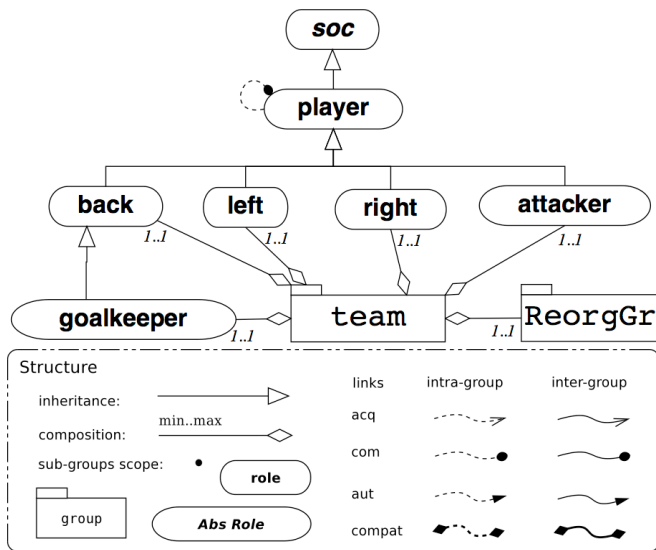 soc
player
back
left
right
attacker
1..1
1..1
1..1
1..1
goalkeeper
team
ReorgGr
1..1
1..1
Structure
links intra-group inter-group
inheritance:
acq
min..max
composition:
com
sub-groups scope:
role
aut
group
Abs Role
compat